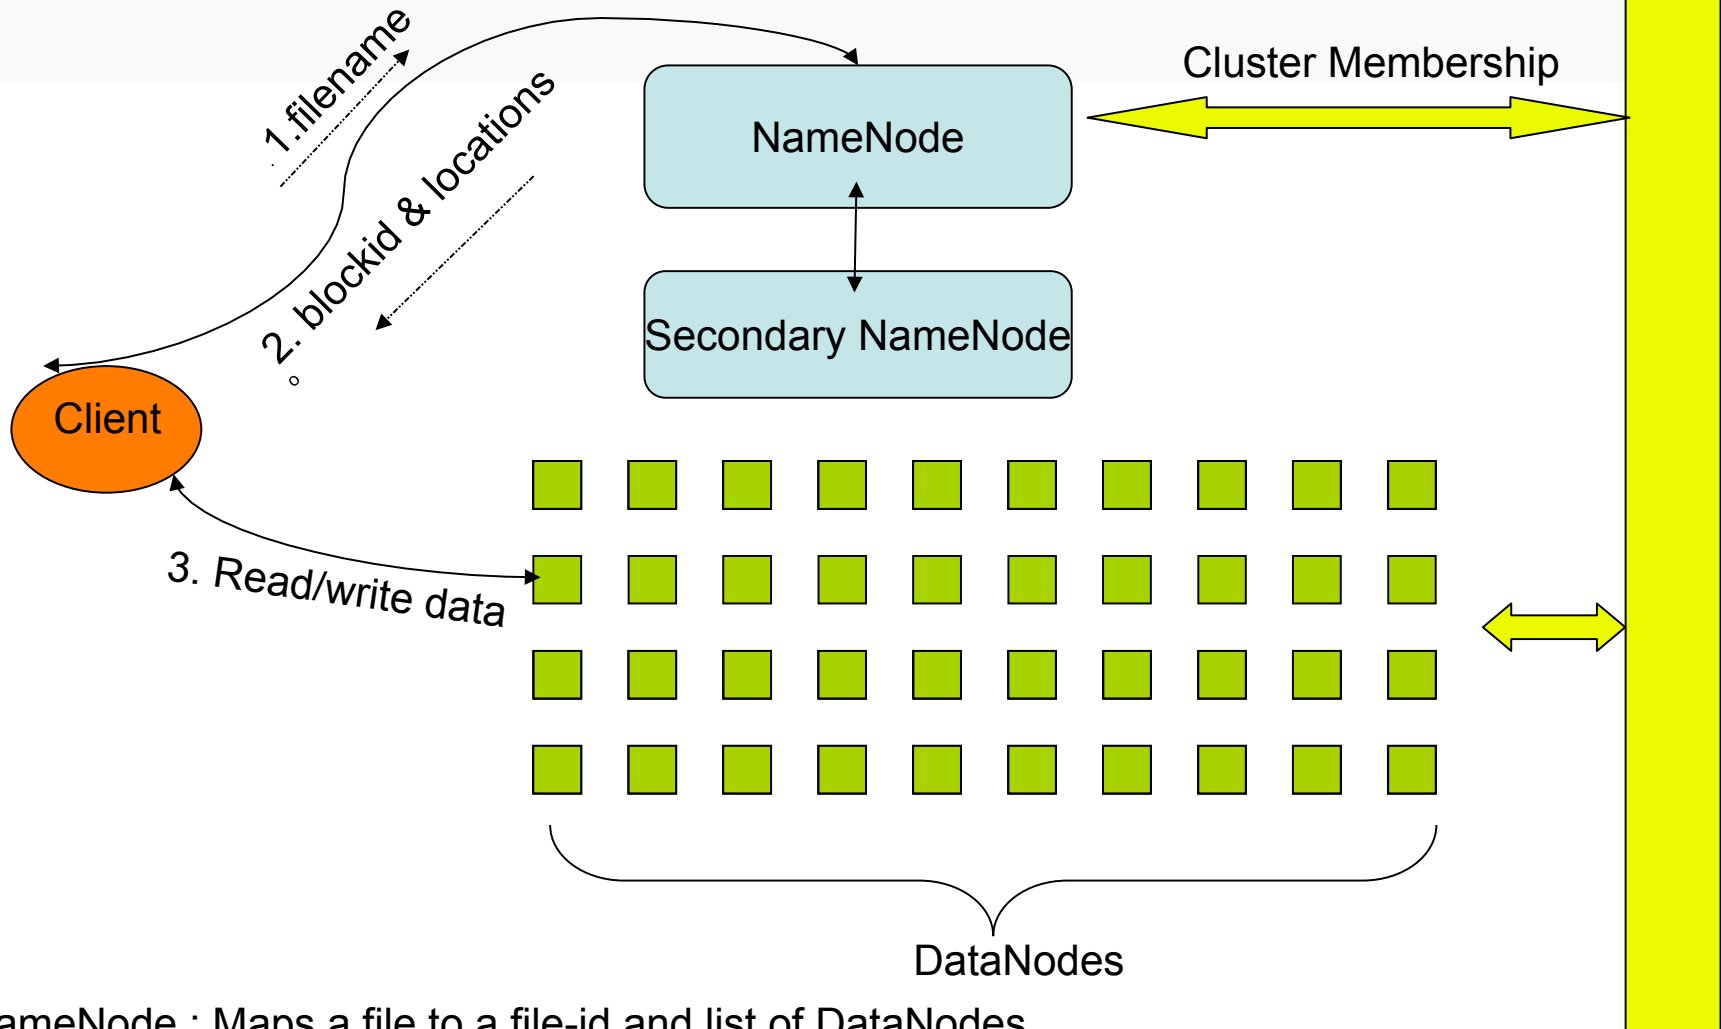 1.filename
Cluster Membership
NameNode
2. blockid & locations
Secondary NameNode
Client
3. Read/write data
DataNodes
ameNode : Maps a file to a file-id and list of DataNodes